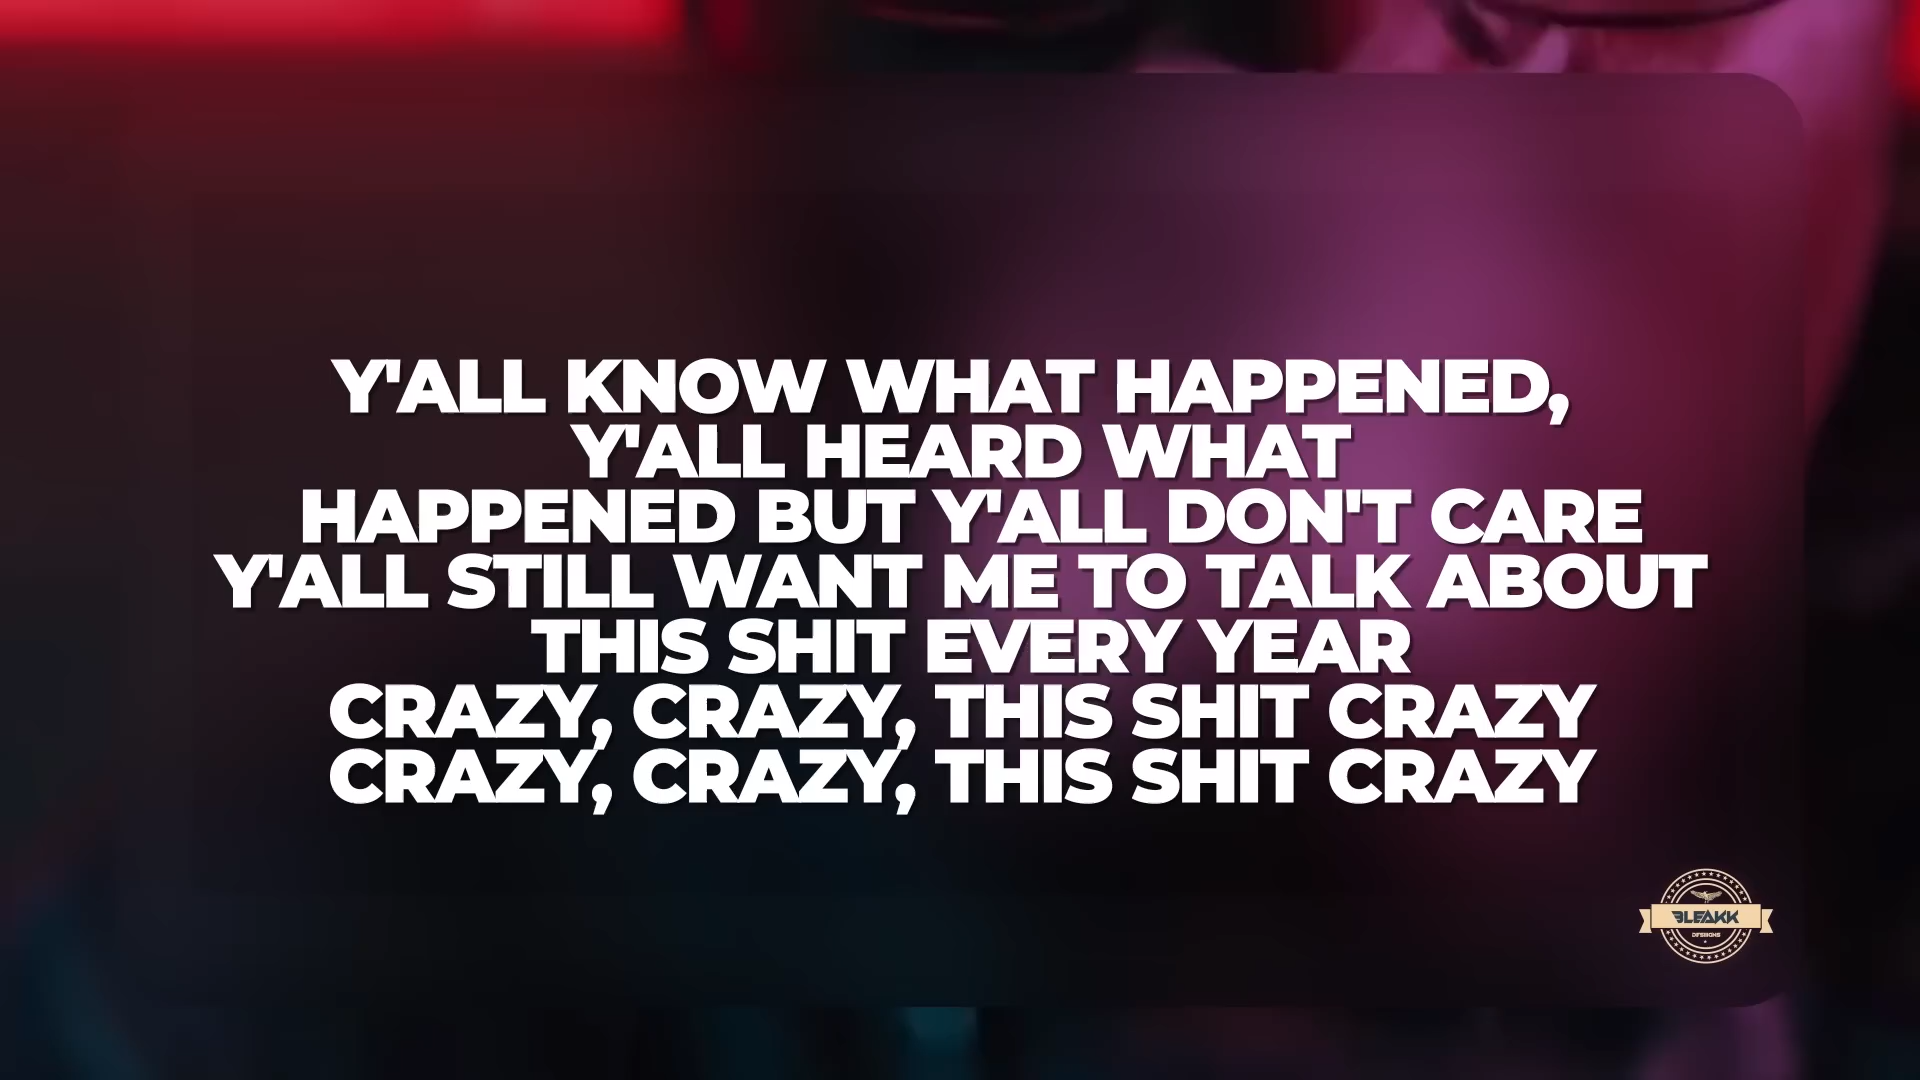 Y'ALL KNOW WHAT HAPPENED,
Y'ALL HEARD WHAT
HAPPENED BUT Y'ALL DON'T CARE
Y'ALL STILL WANT ME TO TALK ABOUT
THIS SHIT EVERY YEAR
CRAZY, CRAZY, THIS SHIT CRAZY
CRAZY, CRAZY, THIS SHIT CRAZY
BLEAKK
DESIGNS